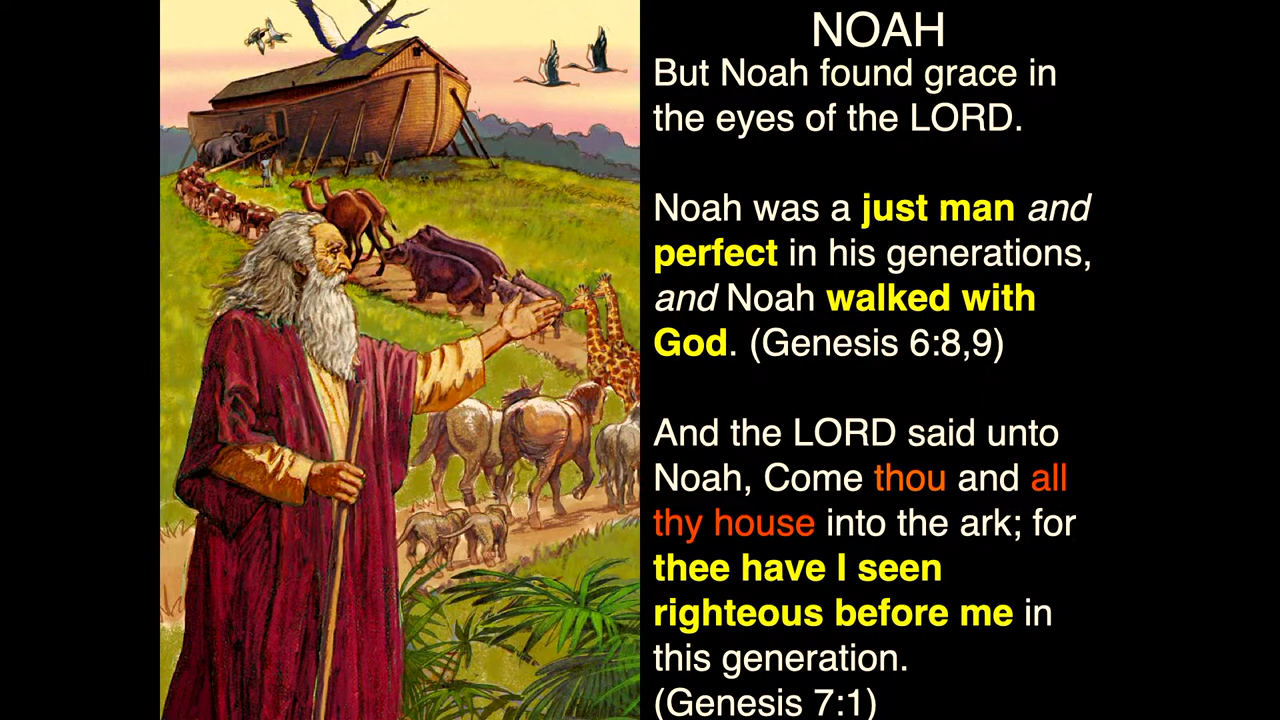 NOAH
But Noah found grace in
the eyes of the LORD.
Noah was a just man and
perfect in his generations,
and Noah walked with
God. (Genesis 6:8,9)
And the LORD said unto
Noah, Come thou and all
thy house into the ark; for
thee have I seen
righteous before me in
this generation.
(Genesis 7:1)